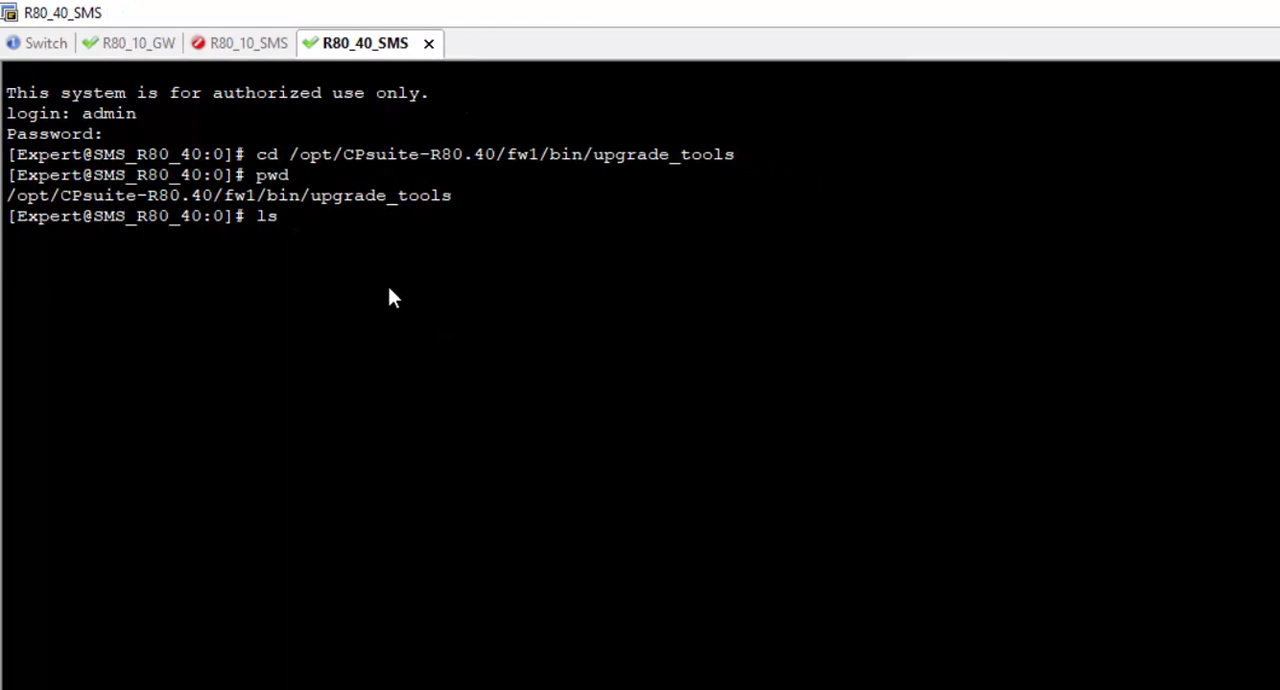 R80_40_SMS
Switch R80_10_GW R80_10_SMS R80_40_SMS
This system is for authorized use only.
login: admin
Password:
[Expert@SMS_R80_40:0]# cd /opt/CPsuite-R80.40/fw1/bin/upgrade_tools
[Expert@SMS_R80_40:0]# pwd
/opt/CPsuite-R80.40/fw1/bin/upgrade_tools
[Expert@SMS_R80_40:0]# ls